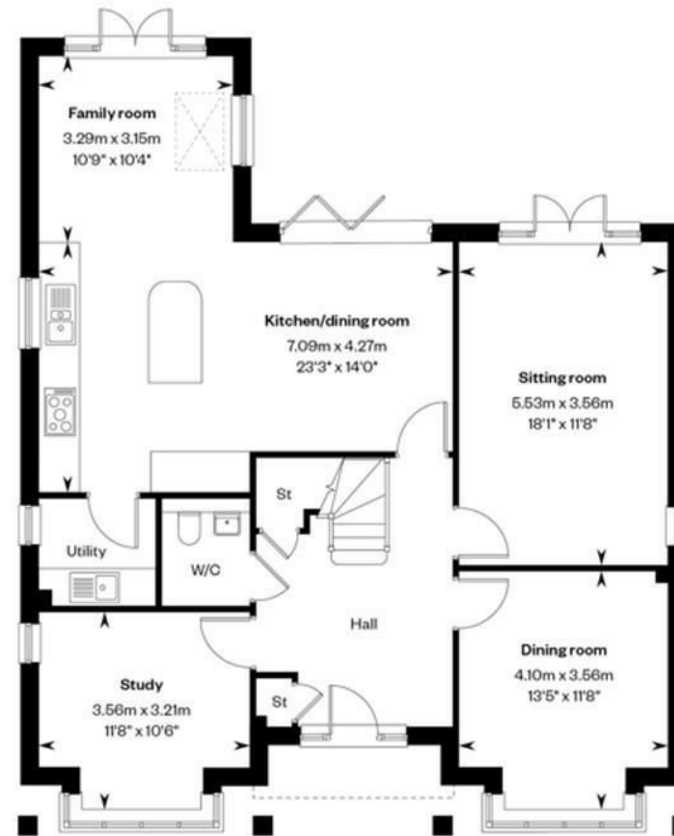 Family room
3.29m x 3.15m
10'9" x 10'4"
Kitchen/dining room
7.09m x 4.27m
23'3" x 14'0"
Sitting room
5.53m x 3.56m
18'1" x 11'8"
St
Utility
W/C
Hall
Dining room
4.10m x 3.56m
13'5" x 11'8"
Study
3.56m x 3.21m
11'8" x 10'6"
St